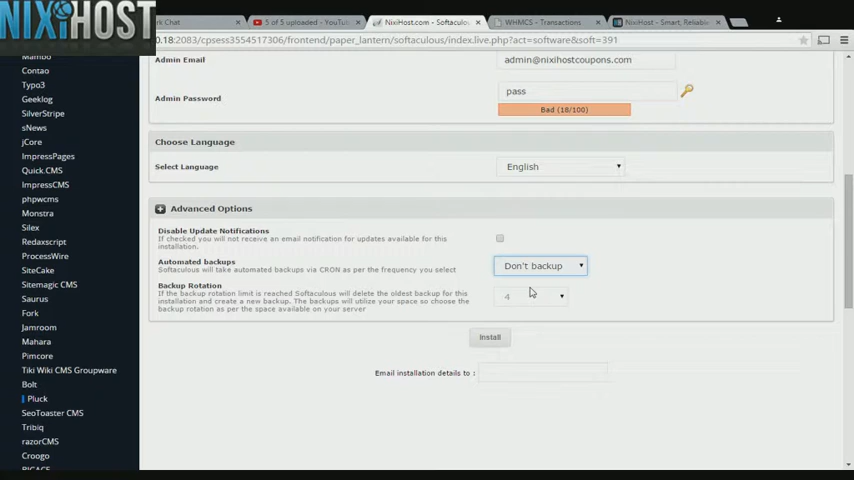 NIXIHOST
rk Chat
5 of 5 uploaded - YouTu
NixiHost.com - Softaculous
WHMCS - Transactions
NixiHost - Smart, Reliable
0.18:2083/cpsess3554517306/frontend/paper_lantern/softaculous/index.live.php?act=software&soft=391
Mambo
Contao
Typo3
Geeklog
SilverStripe
sNews
jCore
ImpressPages
Quick.CMS
ImpressCMS
phpwcms
Monstra
Silex
Redaxscript
ProcessWire
SiteCake
Sitemagic CMS
Saurus
Fork
Jamroom
Mahara
Pimcore
Tiki Wiki CMS Groupware
Bolt
Pluck
SeoToaster CMS
Tribiq
razorCMS
Croogo
Admin Email
admin@nixihostcoupons.com
Admin Password
pass
Bad (18/100)
Choose Language
Select Language
English
Advanced Options
Disable Update Notifications
If checked you will not receive an email notification for updates available for this
installation.
Automated backups
Softaculous will take automated backups via CRON as per the frequency you select
Don't backup
Backup Rotation
If the backup rotation limit is reached Softaculous will delete the oldest backup for this
installation and create a new backup. The backups will utilize your space so choose the
backup rotation as per the space available on your server
4
Install
Email installation details to :